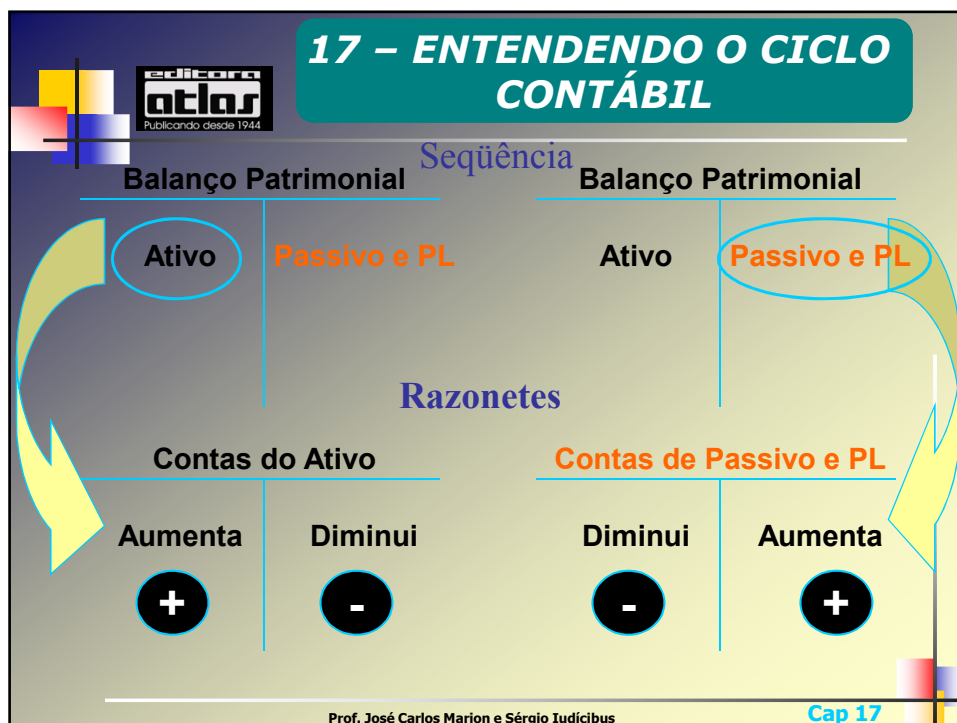 17 – ENTENDENDO O CICLO
CONTÁBIL
editora
atlas
Publicando desde 1944
Seqüência
Balanço Patrimonial
Balanço Patrimonial
Ativo
Passivo e PL
Ativo
Passivo e PL
Razonetes
Contas do Ativo
Contas de Passivo e PL
Aumenta
Diminui
Diminui
Aumenta
+
-
-
+
Prof. José Carlos Marion e Sérgio Iudícibus
Cap 17